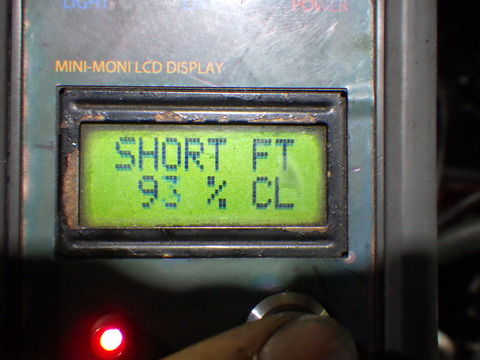 LIGHT
POWER
MINI-MONI LCD DISPLAY
SHORT FT
93 % CL